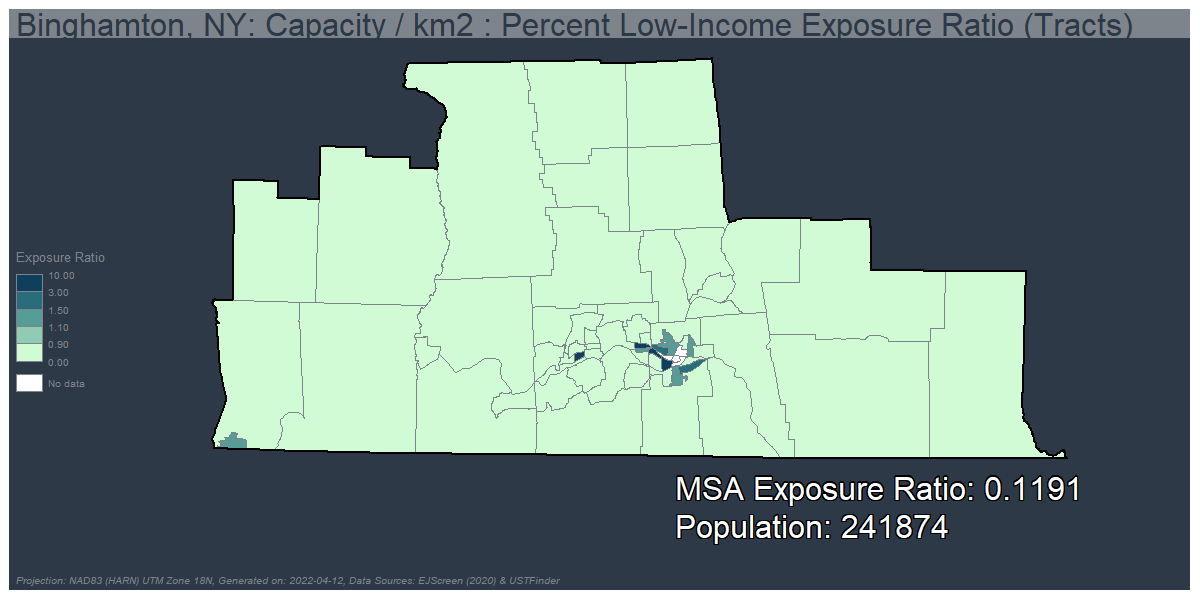 Binghamton, NY: Capacity / km2 : Percent Low-Income Exposure Ratio (Tracts)
Exposure Ratio
10.00
3.00
1.50
1.10
0.90
0.00
No data
MSA Exposure Ratio: 0.1191
Population: 241874
Projection: NAD83 (HARN) UTM Zone 18N, Generated on: 2022-04-12, Data Sources: EJScreen (2020) & USTFinder